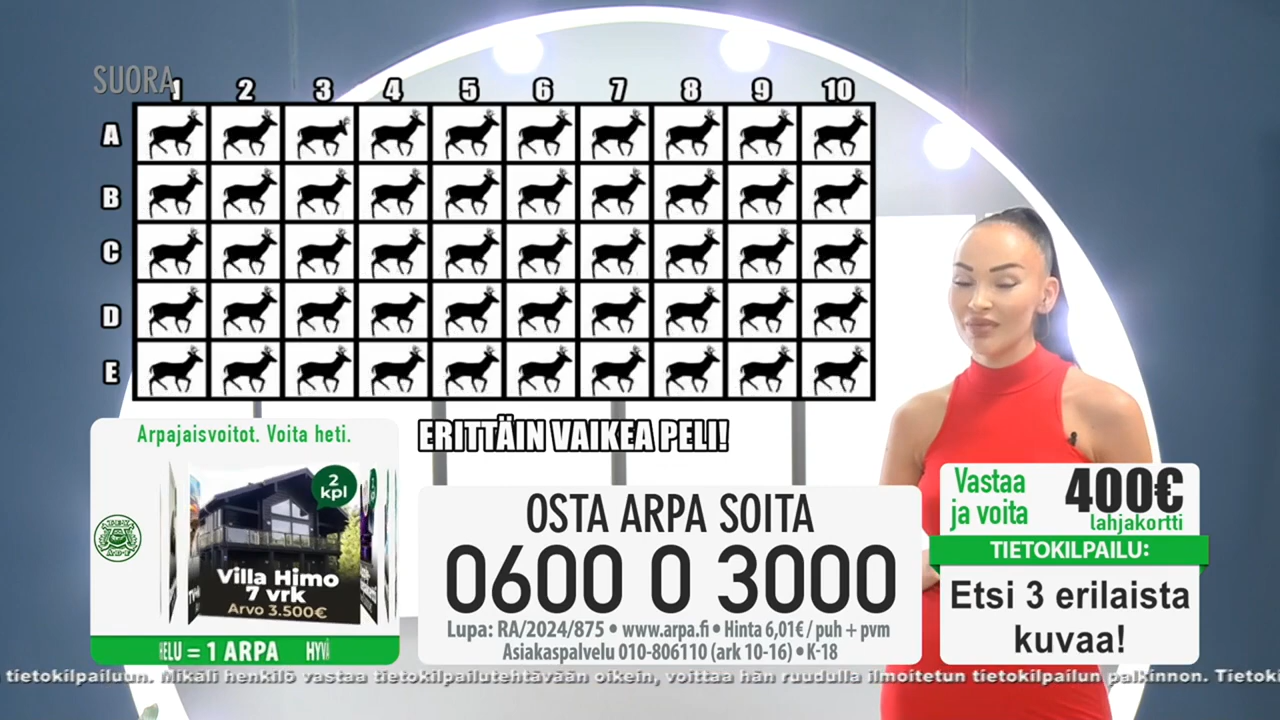 SUORA
1 2 3 4 5 6 7 8 9 10
A
B
C
D
E
ERITTÄIN VAIKEA PELI!
Arpajaisvoitot. Voita heti.
2
kpl
Villa Himo
7 vrk
Arvo 3.500€
= 1 ARPA
OSTA ARPA SOITA
0600 0 3000
Lupa: RA/2024/875 • www.arpa.fi • Hinta 6,01€ / puh + pvm
Asiakaspalvelu 010-806110 (ark 10-16) • K-18
Vastaa
ja voita
400€
lahjakortti
TIETOKILPAILU:
Etsi 3 erilaista
kuvaa!
tietokilpailuun. Mikäli henkilö vastaa tietokilpailutehtävään oikein, voittaa hän ruudulla ilmoitetun tietokilpailun palkinnon. Tietoki